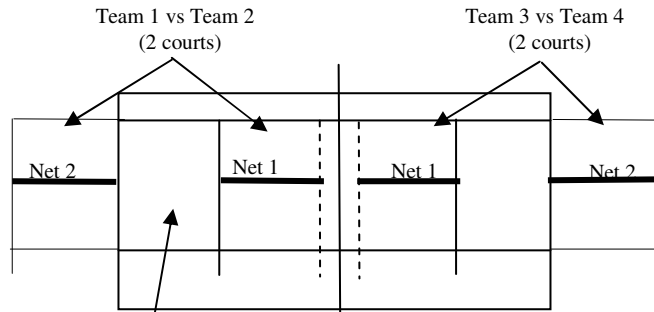 Team 1 vs Team 2
(2 courts)
Team 3 vs Team 4
(2 courts)
Net 2
Net 1
Net 1
Net 2